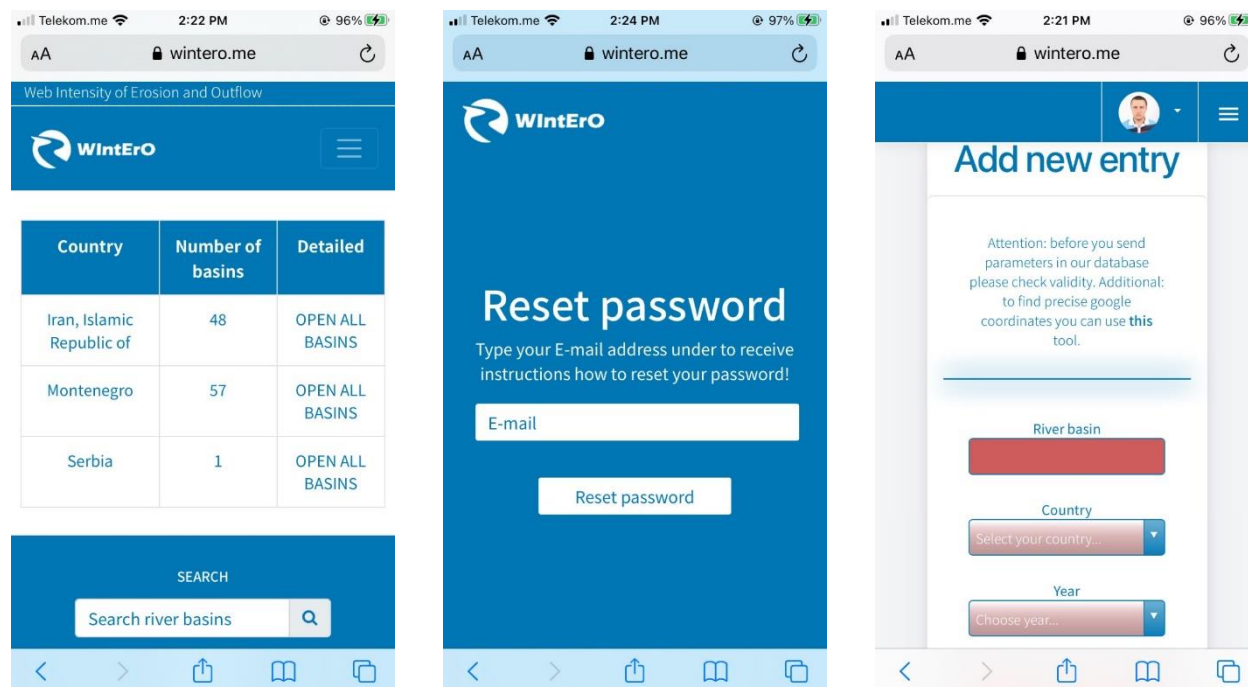 Telekom.me 2:22 PM 96%
AA wintero.me
Web Intensity of Erosion and Outflow
WIntErO
Country Number of basins Detailed
Iran, Islamic Republic of 48 OPEN ALL BASINS
Montenegro 57 OPEN ALL BASINS
Serbia 1 OPEN ALL BASINS
SEARCH
Search river basins
Telekom.me 2:24 PM 97%
AA wintero.me
WIntErO
Reset password
Type your E-mail address under to receive
instructions how to reset your password!
E-mail
Reset password
Telekom.me 2:21 PM 96%
AA wintero.me
Add new entry
Attention: before you send
parameters in our database
please check validity. Additional:
to find precise google
coordinates you can use this
tool.
River basin
Country
Select your country...
Year
Choose year...